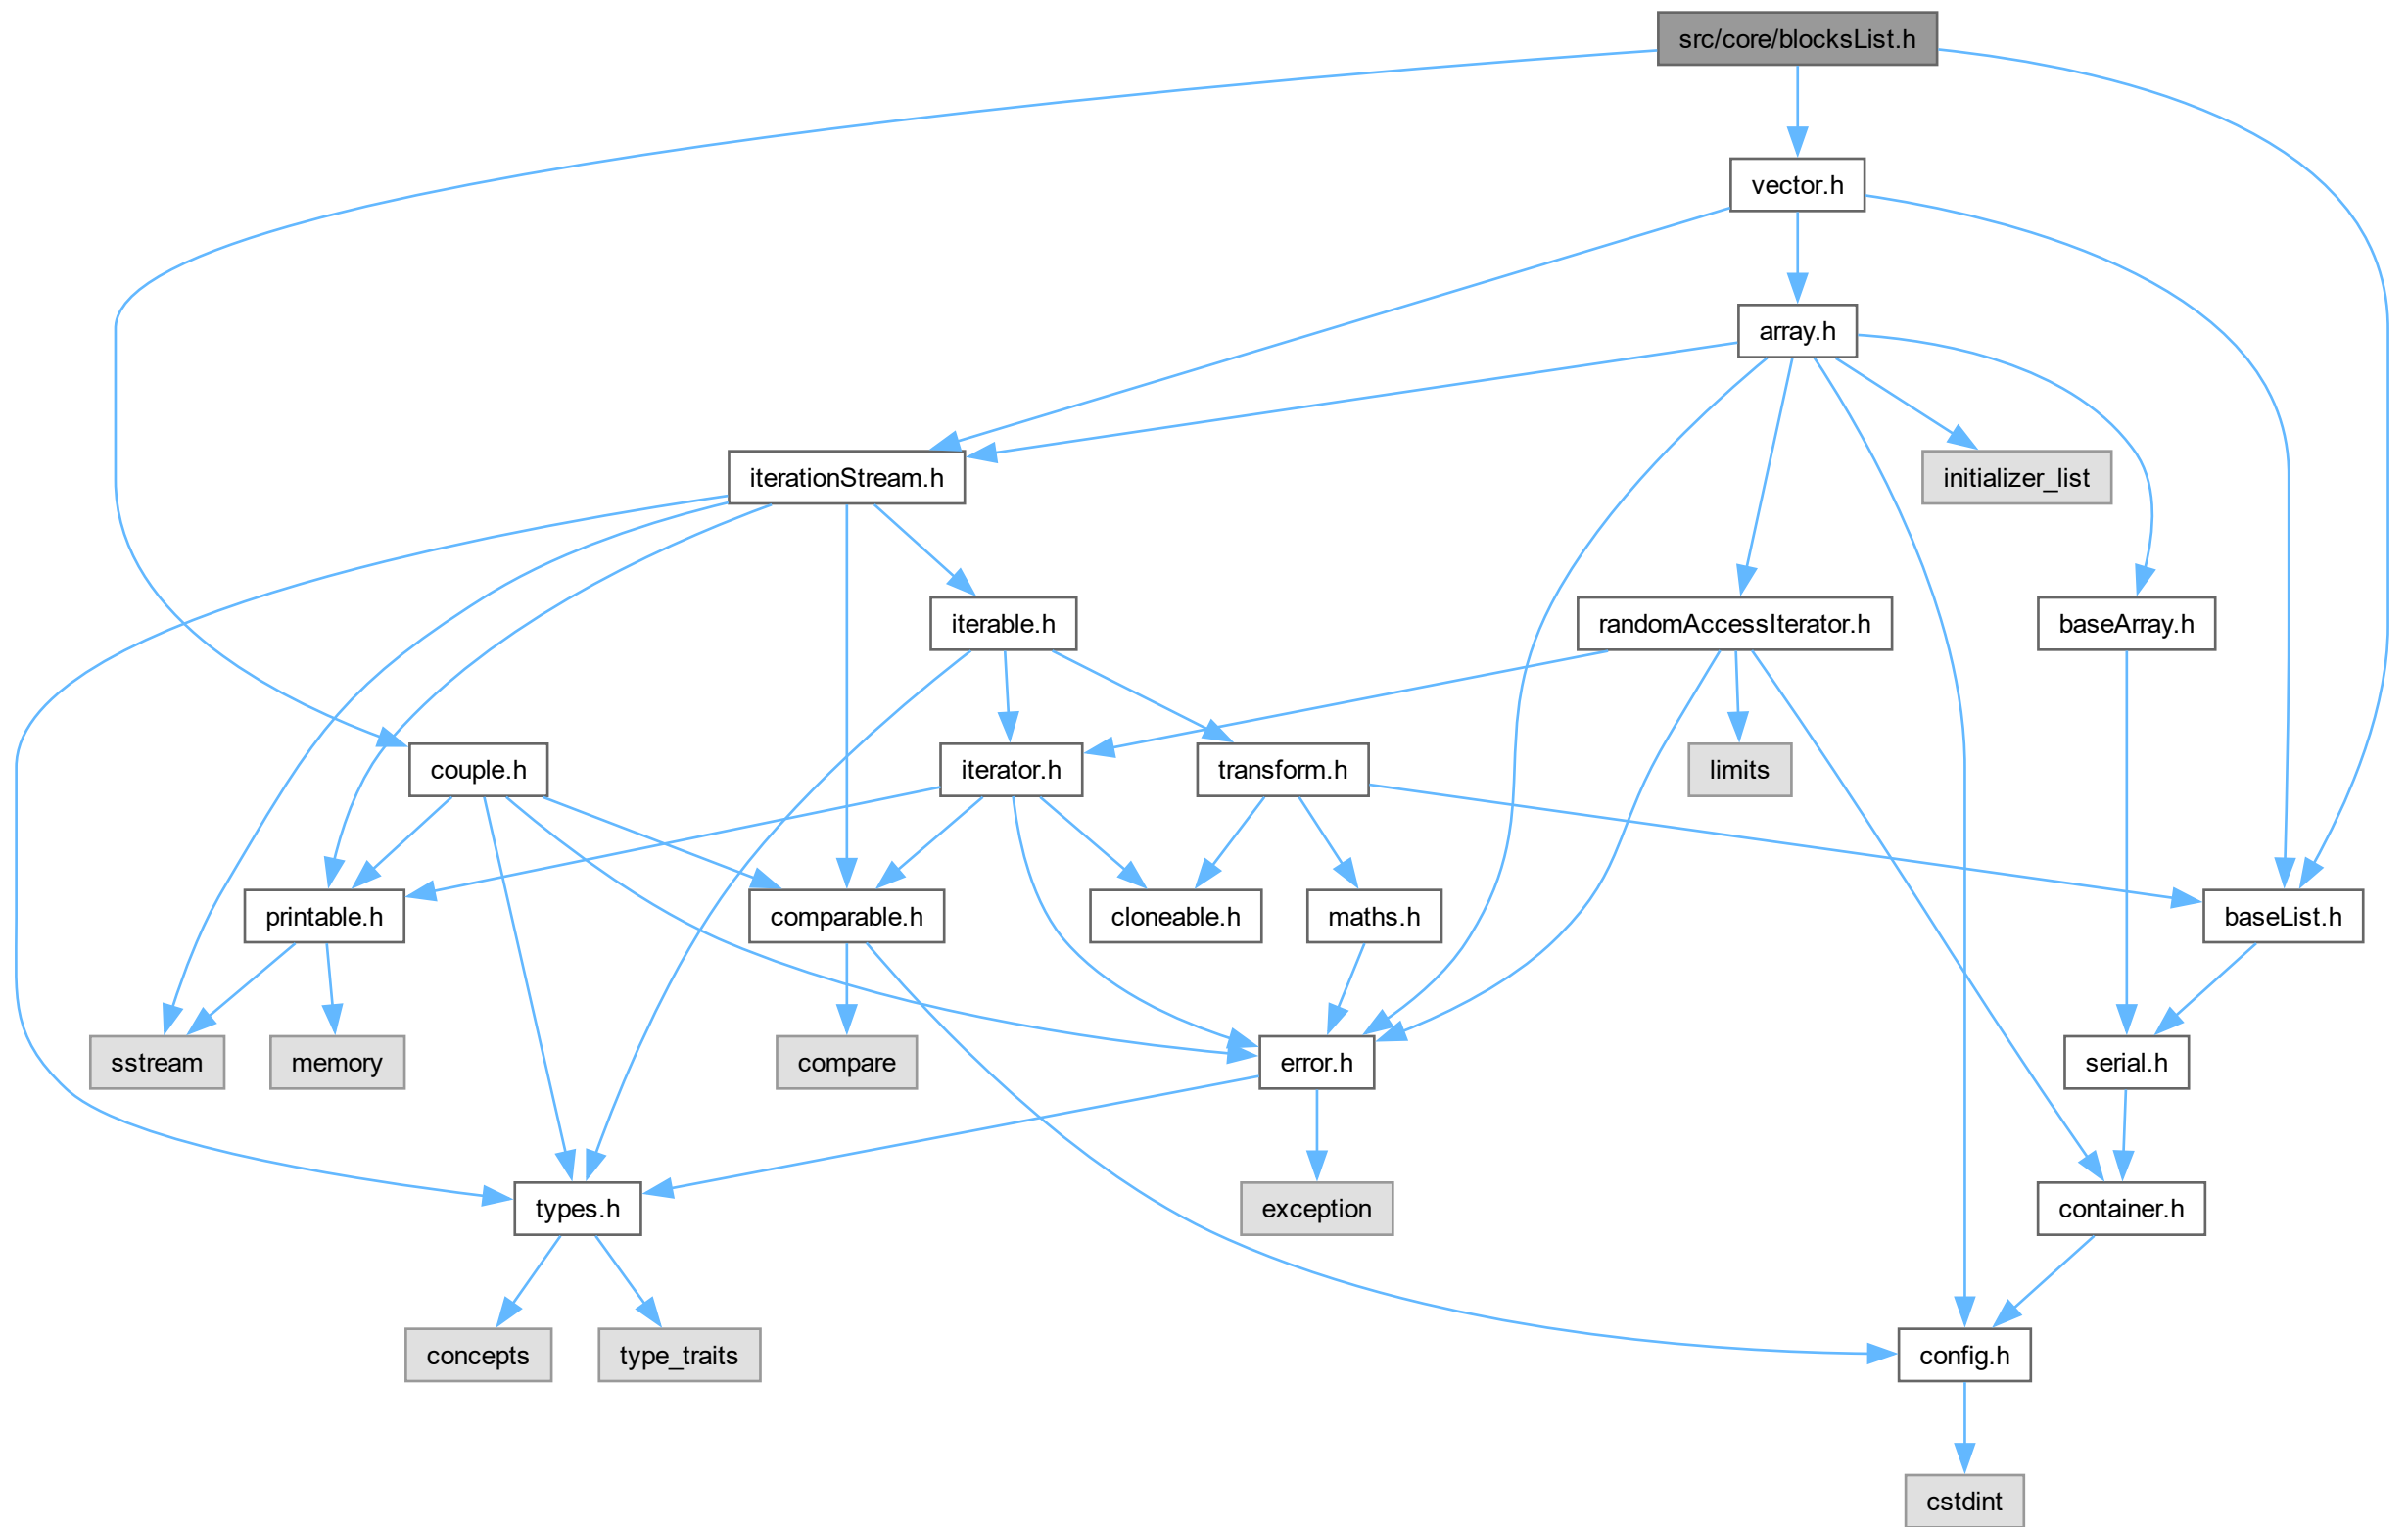 src/core/blocksList.h
vector.h
array.h
iterationStream.h
initializer_list
iterable.h
randomAccessIterator.h
baseArray.h
couple.h
iterator.h
transform.h
limits
printable.h
comparable.h
cloneable.h
maths.h
baseList.h
sstream
memory
compare
error.h
serial.h
types.h
exception
container.h
concepts
type_traits
config.h
cstdint